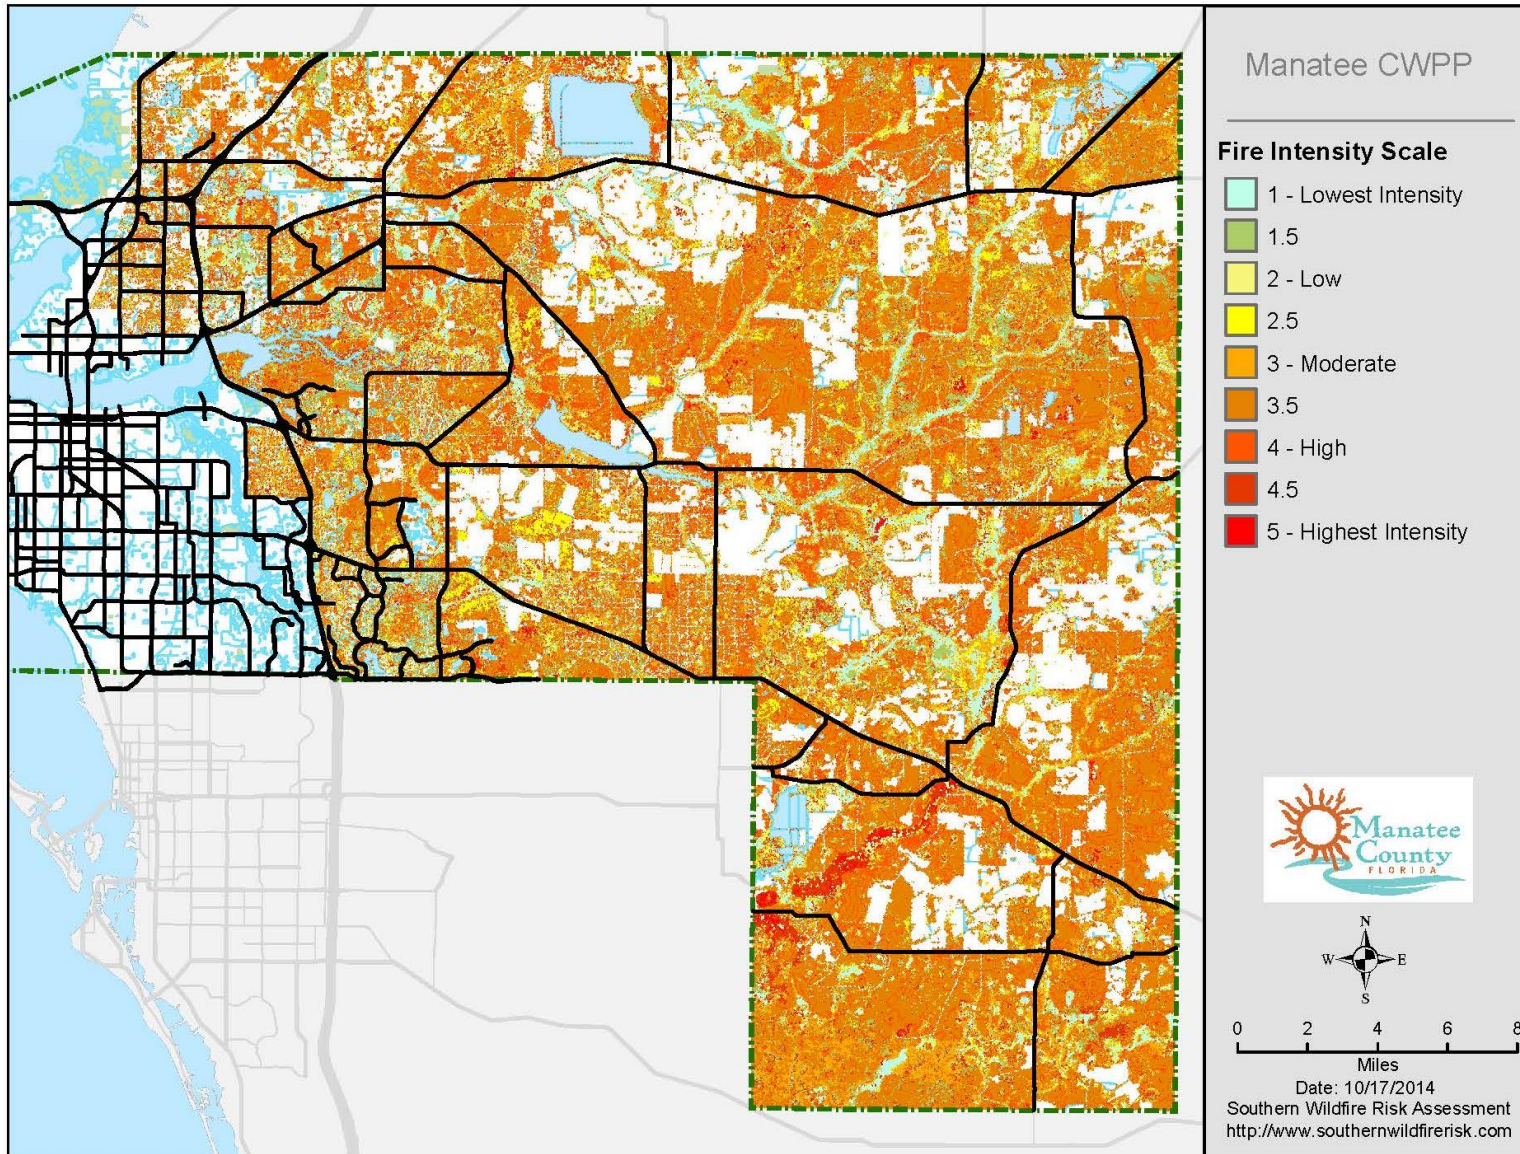 Manatee CWPP
Fire Intensity Scale
1 - Lowest Intensity
1.5
2 - Low
2.5
3 - Moderate
3.5
4 - High
4.5
5 - Highest Intensity
Manatee
County
FLORIDA
N
W E
S
0 2 4 6 8
Miles
Date: 10/17/2014
Southern Wildfire Risk Assessment
http://www.southernwildfirerisk.com